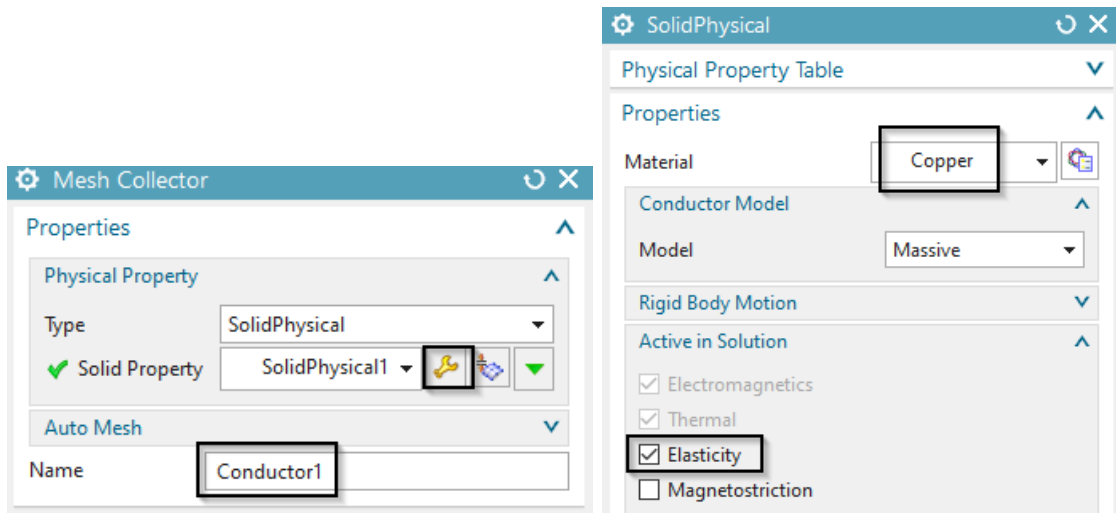 Mesh Collector
Properties
Physical Property
Type SolidPhysical
Solid Property SolidPhysical1
Auto Mesh
Name Conductor1
SolidPhysical
Physical Property Table
Properties
Material Copper
Conductor Model
Model Massive
Rigid Body Motion
Active in Solution
Electromagnetics
Thermal
Elasticity
Magnetostriction